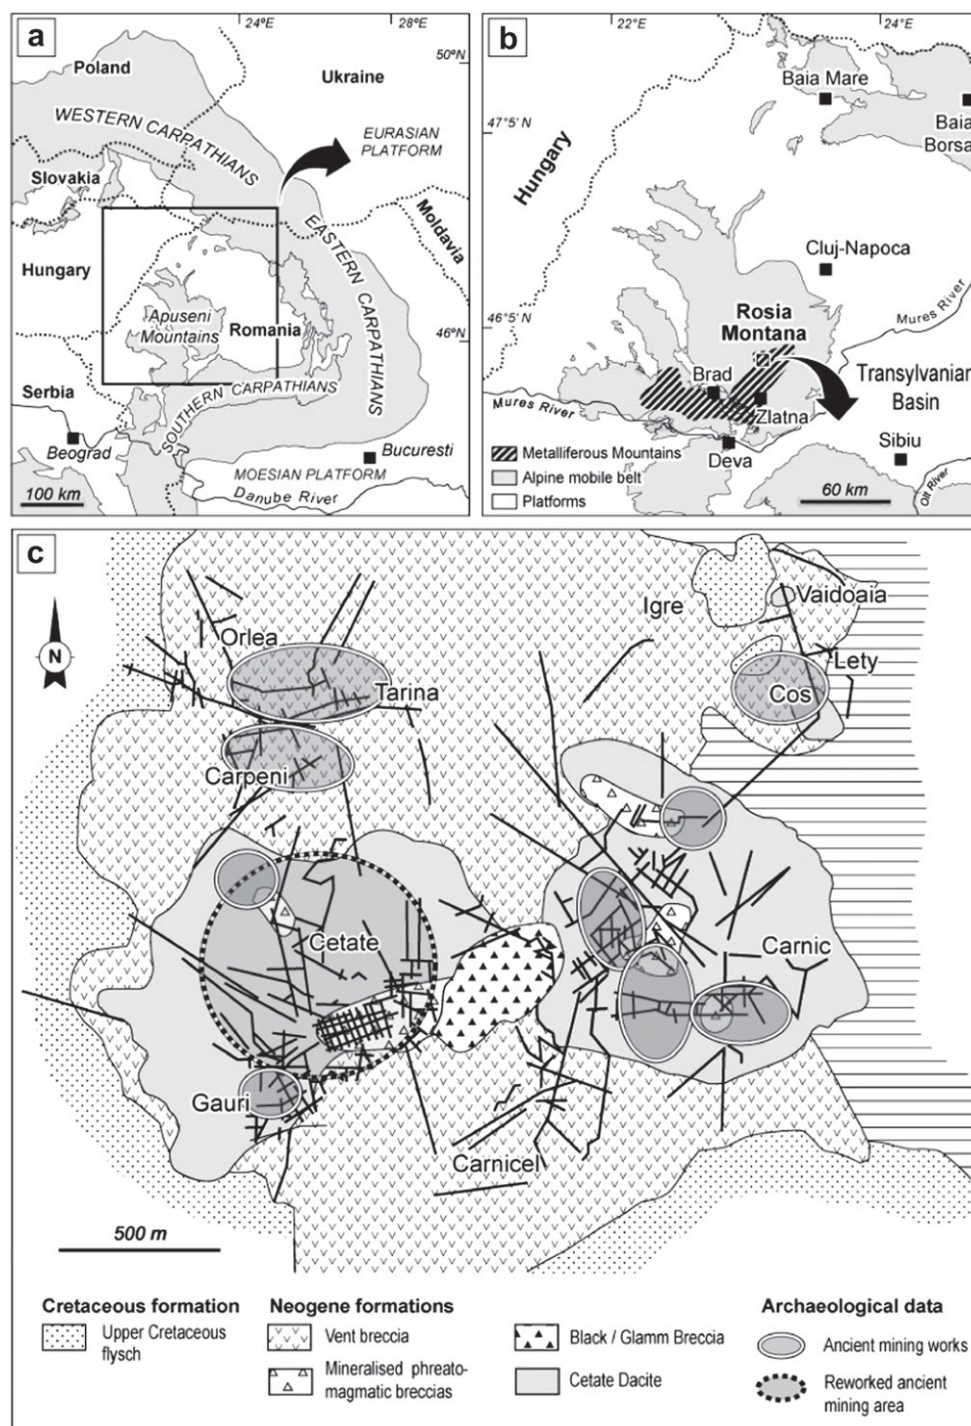 a
24°E
28°E
50°N
Poland
Ukraine
WESTERN CARPATHIANS
EURASIAN
PLATFORM
Slovakia
Moldavia
EASTERN CARPATHIANS
Hungary
Apuseni
Mountains
Romania
46°N
Serbia
SOUTHERN CARPATHIANS
Beograd
Bucuresti
MOESIAN PLATFORM
Danube River
100 km
b
22°E
24°E
Baia Mare
47°5' N
Baia
Borsa
Hungary
Cluj-Napoca
Mures River
46°5' N
Rosia
Montana
Brad
Transylvanian
Basin
Mures River
Zlatna
Sibiu
Deva
Metalliferous Mountains
Alpine mobile belt
Platforms
60 km
Olt River
c
Igre
Vaidoaia
Orlea
N
Lety
Tarina
Cos
Carpeni
Cetate
Carnic
Gauri
Carnicel
500 m
Cretaceous formation
Upper Cretaceous
flysch
Neogene formations
Vent breccia
Mineralised phreato-
magmatic breccias
Black / Glamm Breccia
Cetate Dacite
Archaeological data
Ancient mining works
Reworked ancient
mining area